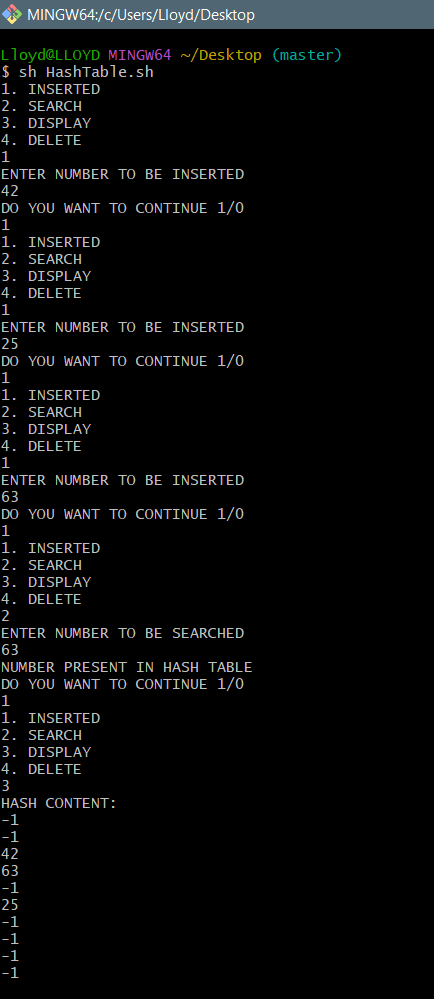 MINGW64:/c/Users/Lloyd/Desktop
Lloyd@LLOYD MINGW64 ~/Desktop (master)
$ sh HashTable.sh
1. INSERTED
2. SEARCH
3. DISPLAY
4. DELETE
1
ENTER NUMBER TO BE INSERTED
42
DO YOU WANT TO CONTINUE 1/0
1
1. INSERTED
2. SEARCH
3. DISPLAY
4. DELETE
1
ENTER NUMBER TO BE INSERTED
25
DO YOU WANT TO CONTINUE 1/0
1
1. INSERTED
2. SEARCH
3. DISPLAY
4. DELETE
1
ENTER NUMBER TO BE INSERTED
63
DO YOU WANT TO CONTINUE 1/0
1
1. INSERTED
2. SEARCH
3. DISPLAY
4. DELETE
2
ENTER NUMBER TO BE SEARCHED
63
NUMBER PRESENT IN HASH TABLE
DO YOU WANT TO CONTINUE 1/0
1
1. INSERTED
2. SEARCH
3. DISPLAY
4. DELETE
3
HASH CONTENT:
-1
-1
42
63
-1
25
-1
-1
-1
-1